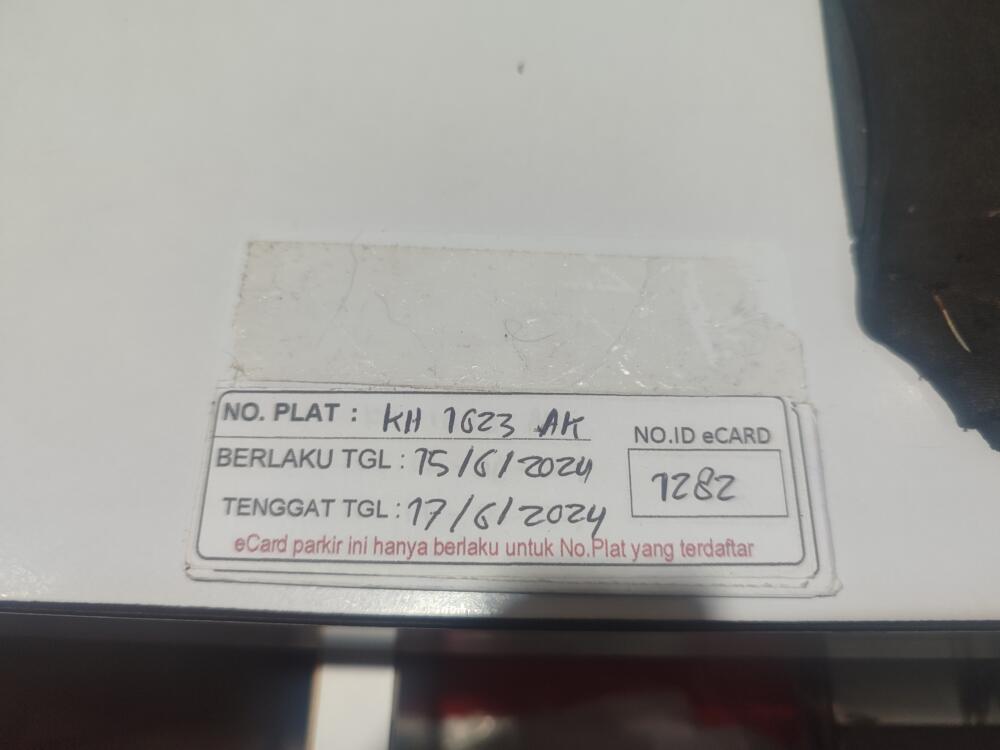 NO. PLAT : KH 1623 AK
BERLAKU TGL : 15/6/2024
TENGGAT TGL : 17/6/2024
NO.ID eCARD
1282
eCard parkir ini hanya berlaku untuk No.Plat yang terdaftar